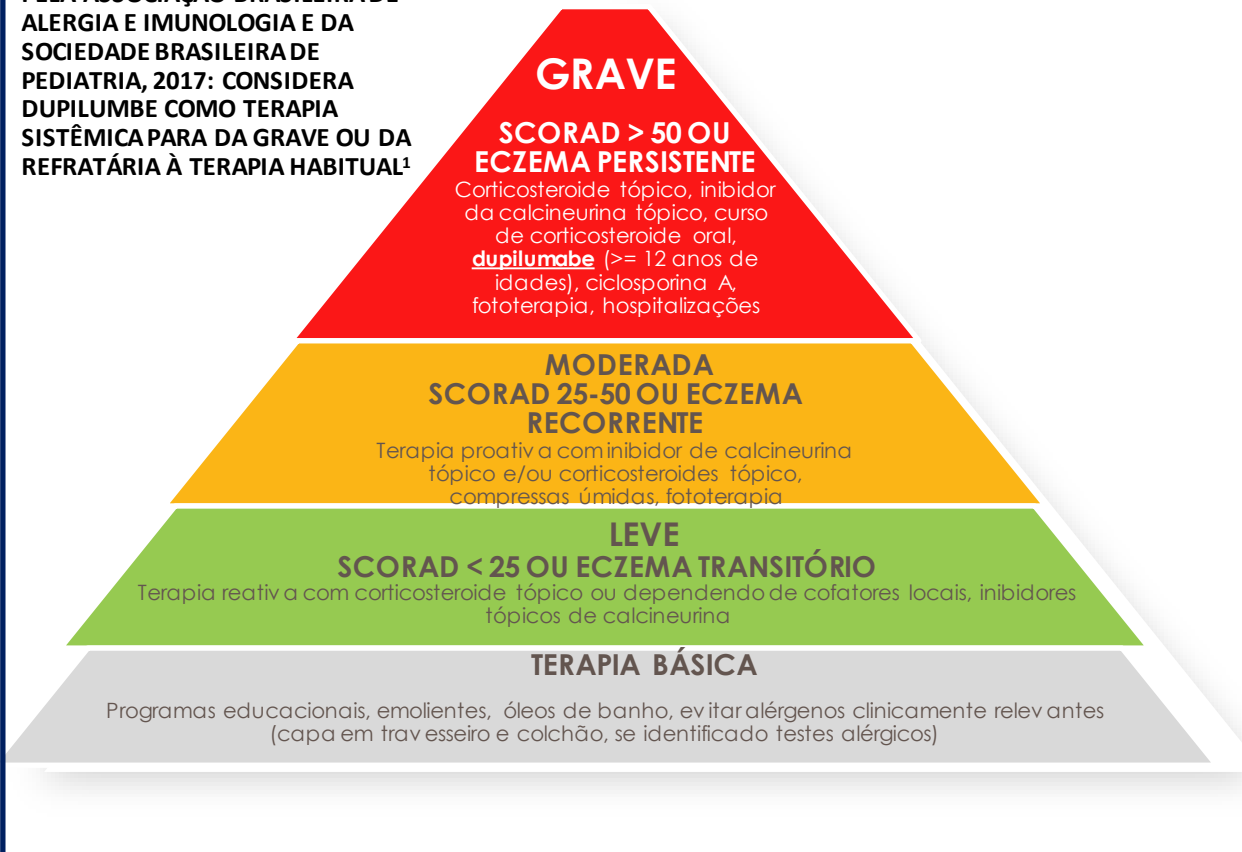 PELA ASSOCIAÇÃO BRASILEIRA DE
ALERGIA E IMUNOLOGIA E DA
SOCIEDADE BRASILEIRA DE
PEDIATRIA, 2017: CONSIDERA
DUPILUMBE COMO TERAPIA
SISTÊMICA PARA DA GRAVE OU DA
REFRATÁRIA À TERAPIA HABITUAL¹
GRAVE
SCORAD > 50 OU
ECZEMA PERSISTENTE
Corticosteroide tópico, inibidor
da calcineurina tópico, curso
de corticosteroide oral,
dupilumabe (>= 12 anos de
idades), ciclosporina A,
fototerapia, hospitalizações
MODERADA
SCORAD 25-50 OU ECZEMA
RECORRENTE
Terapia proativa com inibidor de calcineurina
tópico e/ou corticosteroides tópico,
compressas úmidas, fototerapia
LEVE
SCORAD < 25 OU ECZEMA TRANSITÓRIO
Terapia reativa com corticosteroide tópico ou dependendo de cofatores locais, inibidores
tópicos de calcineurina
TERAPIA BÁSICA
Programas educacionais, emolientes, óleos de banho, evitar alérgenos clinicamente relevantes
(capa em travesseiro e colchão, se identificado testes alérgicos)